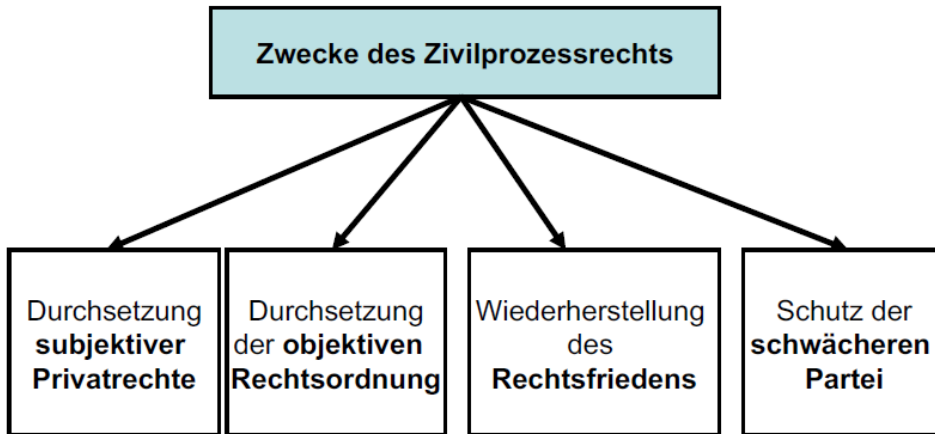 Zwecke des Zivilprozessrechts
Durchsetzung
subjektiver
Privatrechte
Durchsetzung
der objektiven
Rechtsordnung
Wiederherstellung
des
Rechtsfriedens
Schutz der
schwächeren
Partei